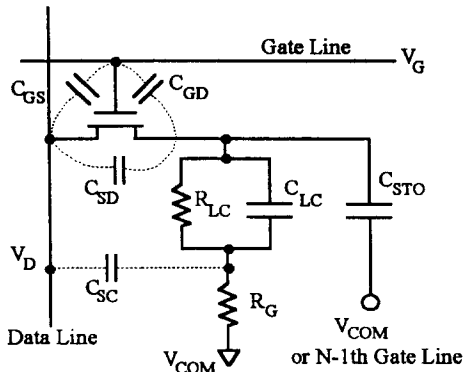 Gate Line
V_G
C_GS
C_GD
C_SD
R_LC
C_LC
C_STO
V_D
C_SC
R_G
Data Line
V_COM
V_COM
or N-1th Gate Line